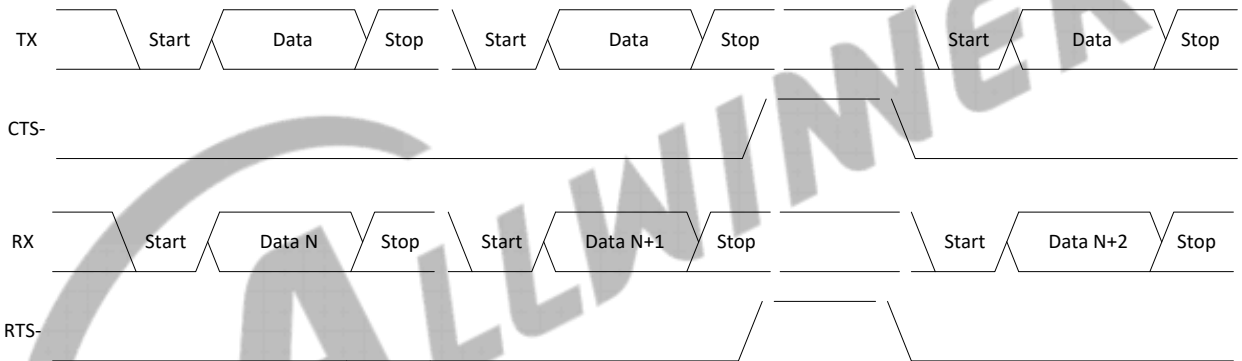 TX Start Data Stop Start Data Stop Start Data Stop
CTS-
RX Start Data N Stop Start Data N+1 Stop Start Data N+2 Stop
RTS-
ALLWINNER